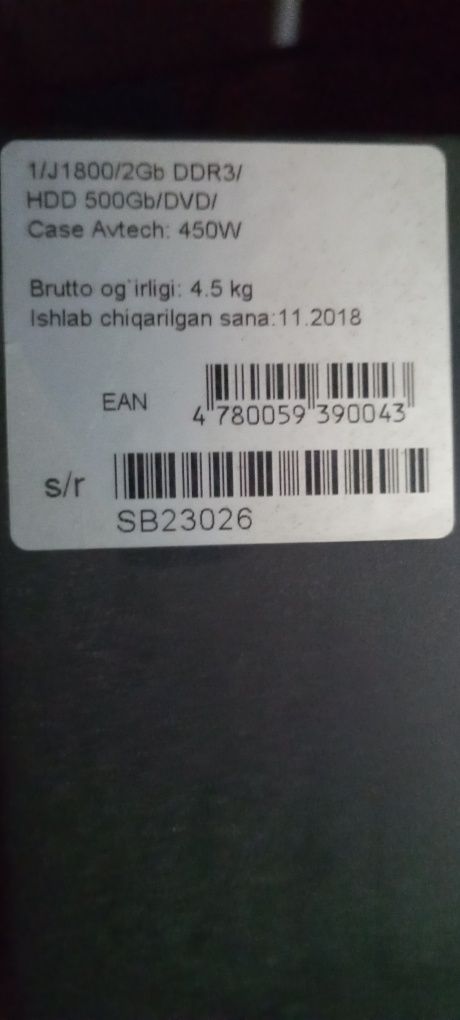 1/J1800/2Gb DDR3/
HDD 500Gb/DVD/
Case Avtech: 450W
Brutto og`irligi: 4.5 kg
Ishlab chiqarilgan sana:11.2018
EAN
4 780059 390043
s/r
SB23026